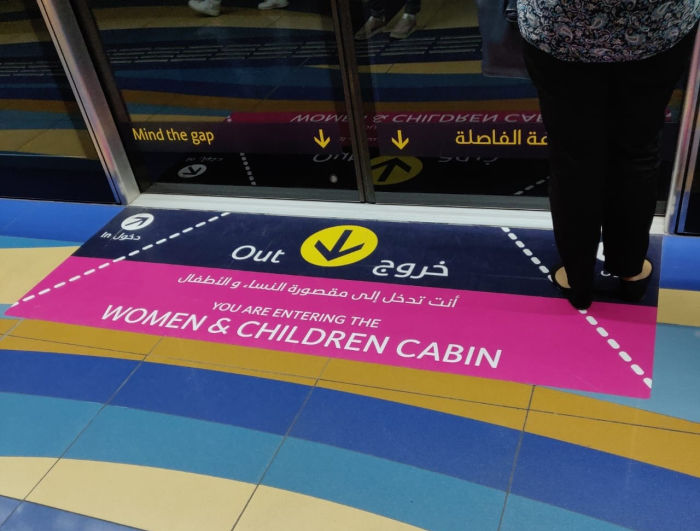 WOMEN & CHILDREN CAB
Mind the gap
الفاصلة
Out
In دخول
Out خروج
أنت تدخل إلى مقصورة النساء و الأطفال
YOU ARE ENTERING THE
WOMEN & CHILDREN CABIN